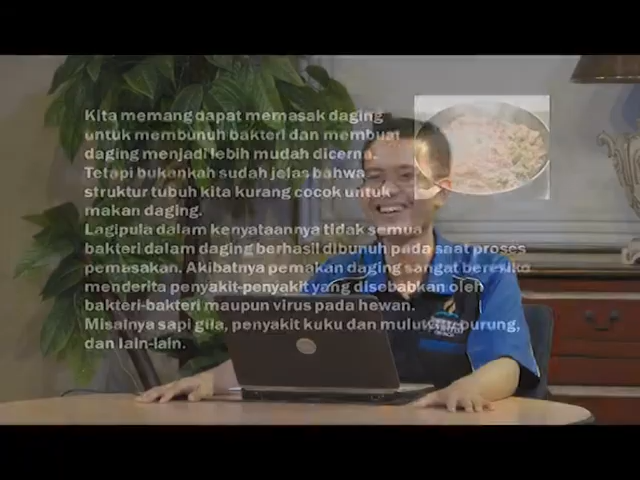 Kita memang dapat memasak daging
untuk membunuh bakteri dan membuat
daging menjadi lebih mudah dicerna.
Tetapi bukankah sudah jelas bahwa
struktur tubuh kita kurang cocok untuk
makan daging.
Lagipula dalam kenyataannya tidak semua
bakteri dalam daging berhasil dibunuh pada saat proses
pemasakan. Akibatnya pemakan daging sangat beresiko
menderita penyakit-penyakit yang disebabkan oleh
bakteri-bakteri maupun virus pada hewan.
Misalnya sapi gila, penyakit kuku dan mulut, flu burung,
dan lain-lain.